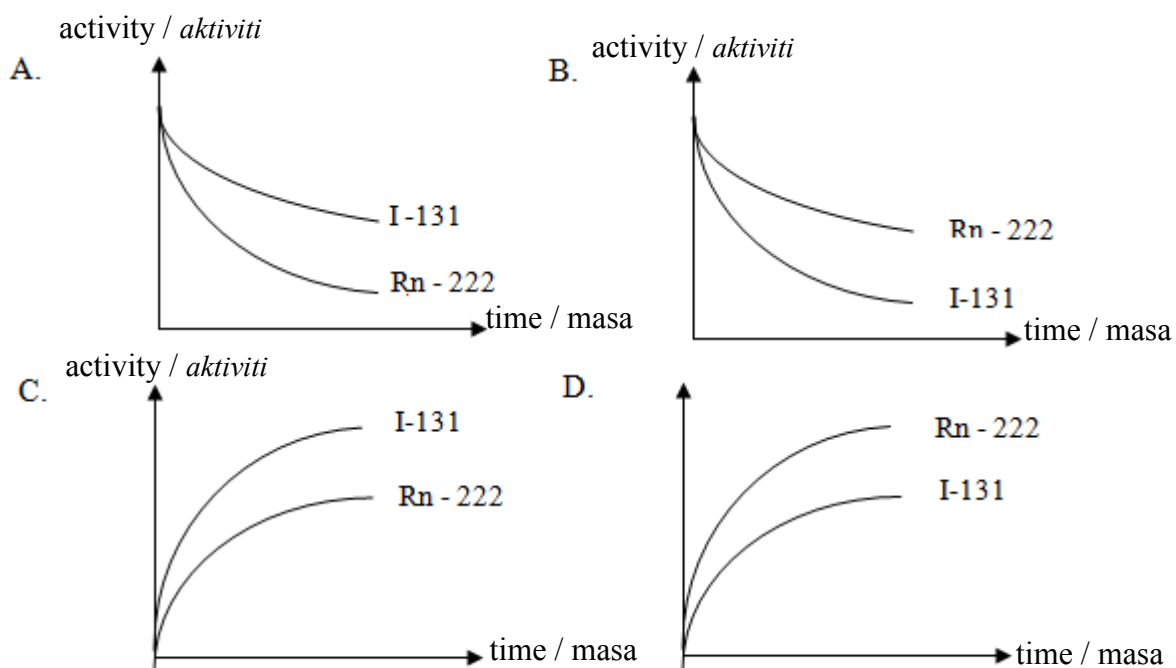 activity / aktiviti
A.
I -131
Rn - 222
time / masa
activity / aktiviti
B.
Rn - 222
I-131
time / masa
activity / aktiviti
C.
I-131
Rn - 222
time / masa
D.
Rn - 222
I-131
time / masa